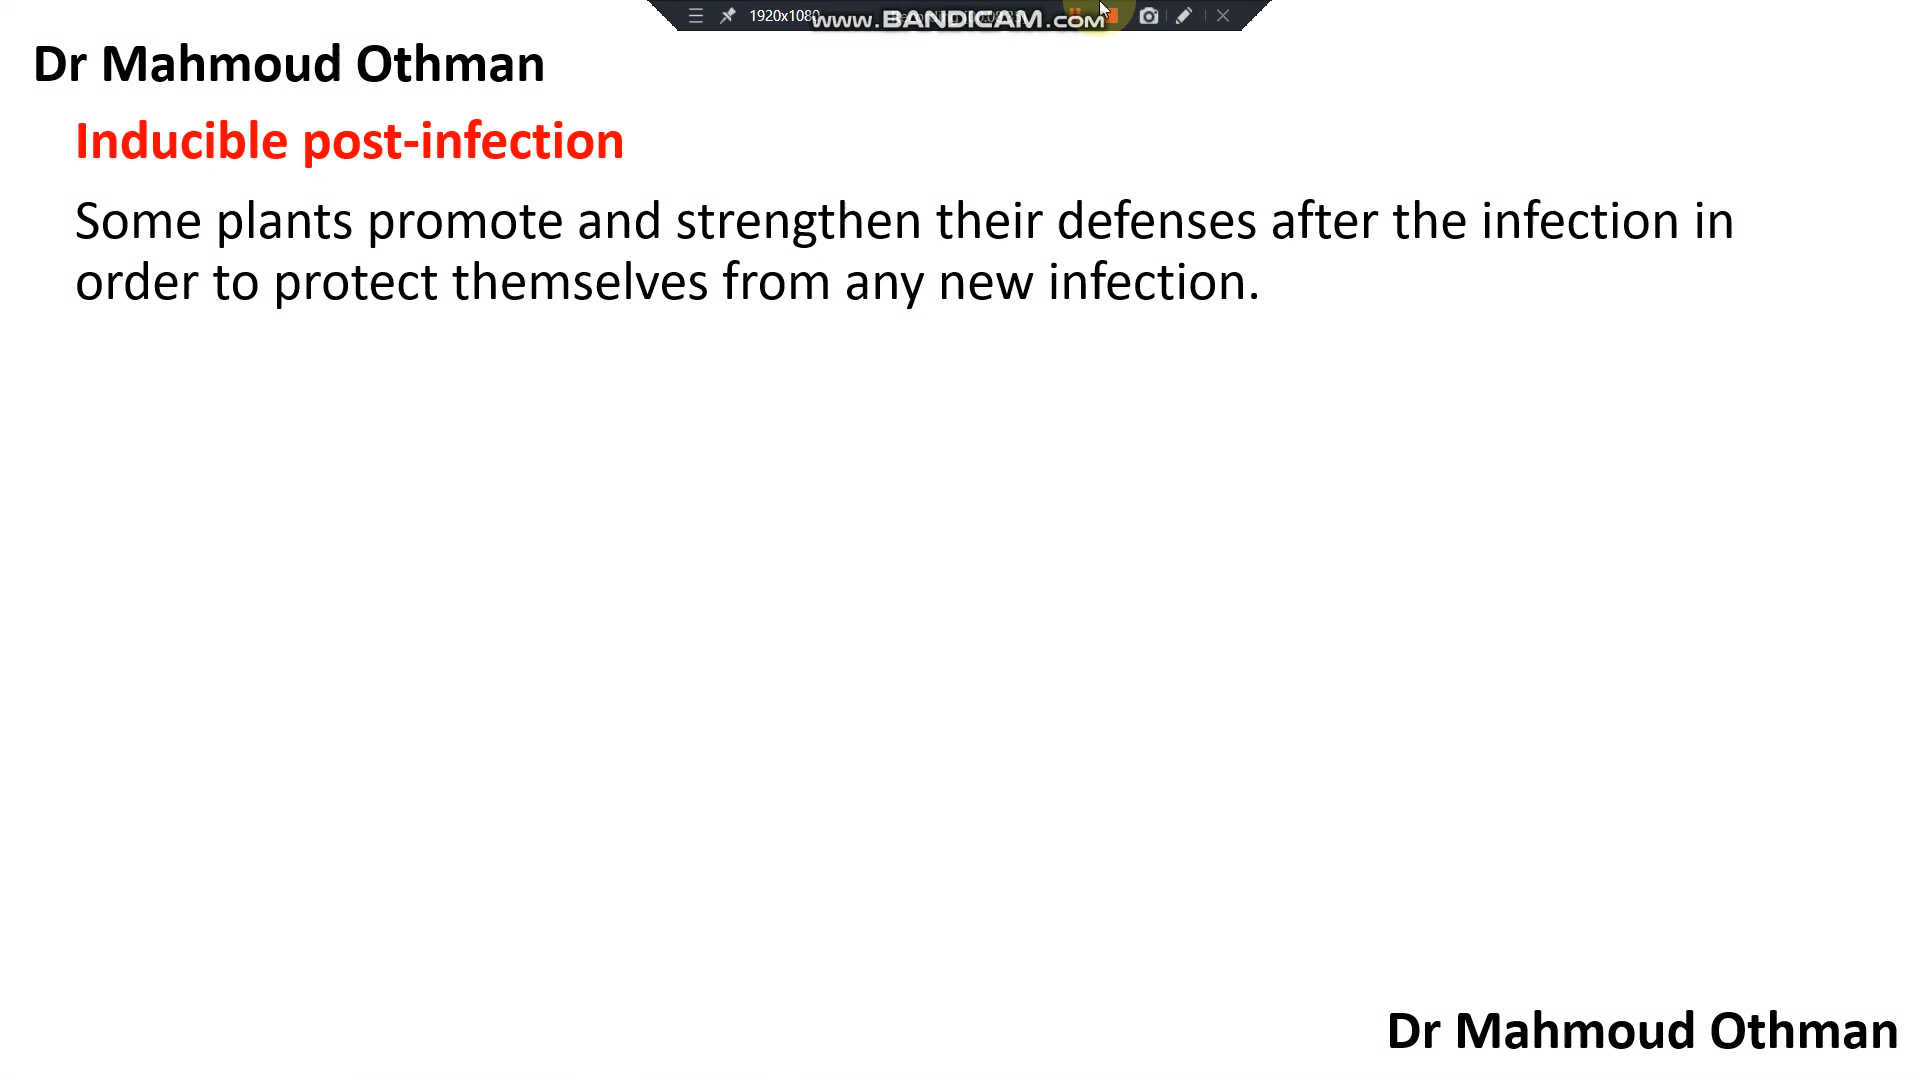 1920x1080
www.BANDICAM.com
Dr Mahmoud Othman
Inducible post-infection
Some plants promote and strengthen their defenses after the infection in
order to protect themselves from any new infection.
Dr Mahmoud Othman